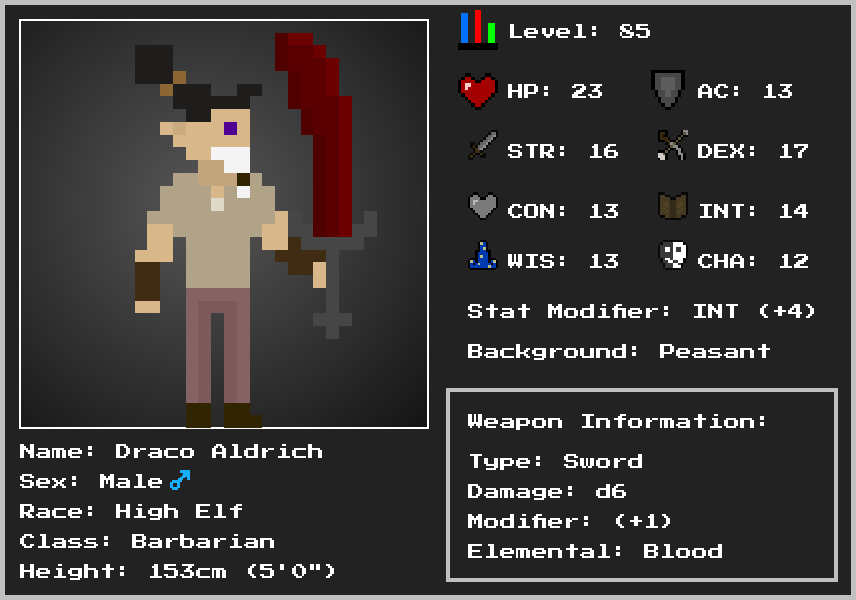 Level: 85
HP: 23
AC: 13
STR: 16
DEX: 17
CON: 13
INT: 14
WIS: 13
CHA: 12
Stat Modifier: INT (+4)
Background: Peasant
Weapon Information:
Type: Sword
Damage: d6
Modifier: (+1)
Elemental: Blood
Name: Draco Aldrich
Sex: Male ♂
Race: High Elf
Class: Barbarian
Height: 153cm (5'0")